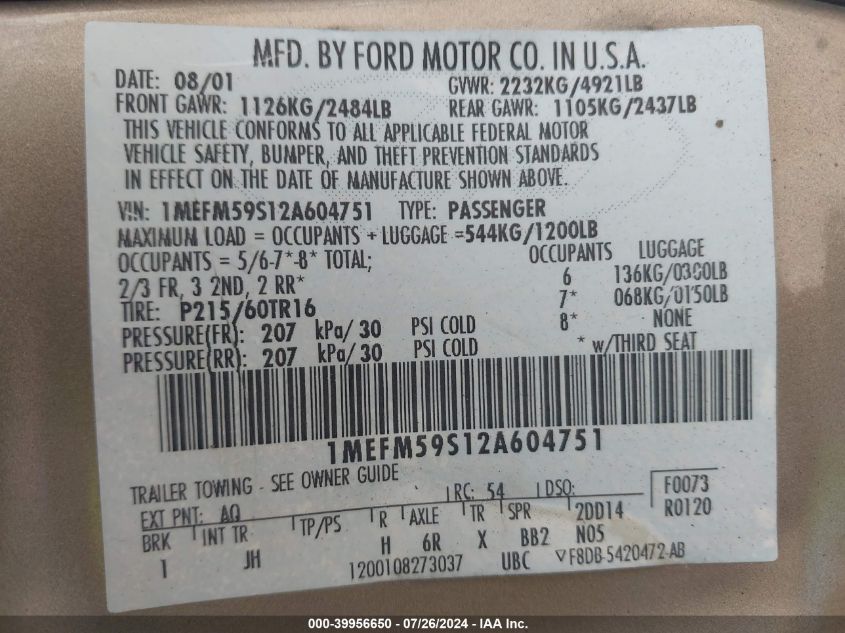 MFD. BY FORD MOTOR CO. IN U.S.A.
DATE: 08/01 GVWR: 2232KG/4921LB
FRONT GAWR: 1126KG/2484LB REAR GAWR: 1105KG/2437LB
THIS VEHICLE CONFORMS TO ALL APPLICABLE FEDERAL MOTOR
VEHICLE SAFETY, BUMPER, AND THEFT PREVENTION STANDARDS
IN EFFECT ON THE DATE OF MANUFACTURE SHOWN ABOVE.
VIN: 1MEFM59S12A604751 TYPE: PASSENGER
MAXIMUM LOAD = OCCUPANTS + LUGGAGE =544KG/1200LB
OCCUPANTS = 5/6-7*-8* TOTAL; OCCUPANTS LUGGAGE
2/3 FR, 3 2ND, 2 RR* 6 136KG/0300LB
TIRE: P215/60TR16 7* 068KG/0150LB
PRESSURE(FR): 207 kPa/30 PSI COLD 8* NONE
PRESSURE(RR): 207 kPa/30 PSI COLD * w/THIRD SEAT
1MEFM59S12A604751
TRAILER TOWING - SEE OWNER GUIDE
EXT PNT: AQ RC: 54 DSO: F0073
BRK INT TR TP/PS R AXLE TR SPR 2DD14 R0120
1 JH H 6R X BB2 N05
1200108273037 UBC F8DB-5420472-AB
000-39956650 - 07/26/2024 - IAA Inc.